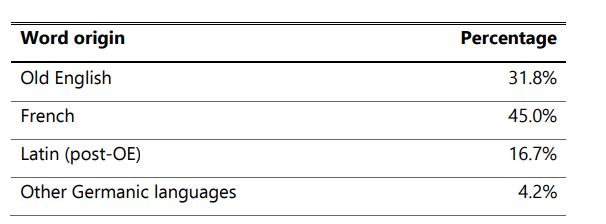 Word origin Percentage
Old English 31.8%
French 45.0%
Latin (post-OE) 16.7%
Other Germanic languages 4.2%